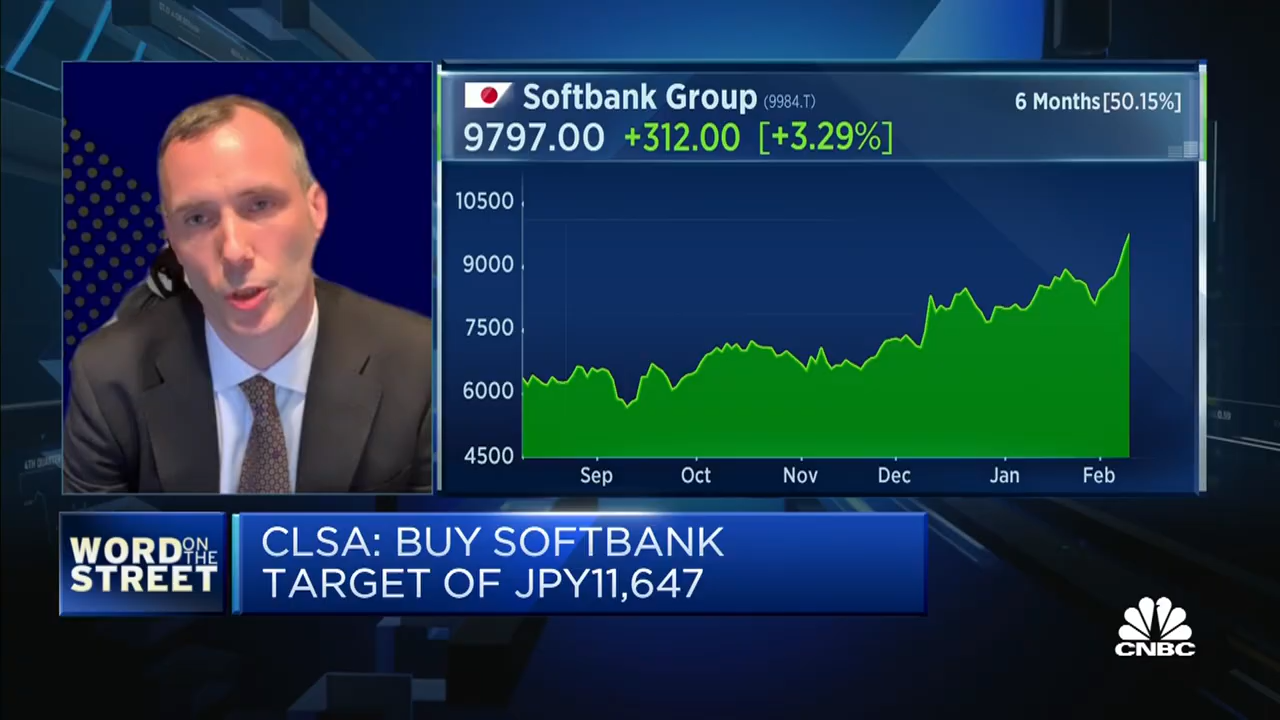 Softbank Group (9984.T)
6 Months[50.15%]
9797.00 +312.00 [+3.29%]
10500
9000
7500
6000
4500
Sep Oct Nov Dec Jan Feb
WORD ON THE STREET
CLSA: BUY SOFTBANK
TARGET OF JPY11,647
CNBC